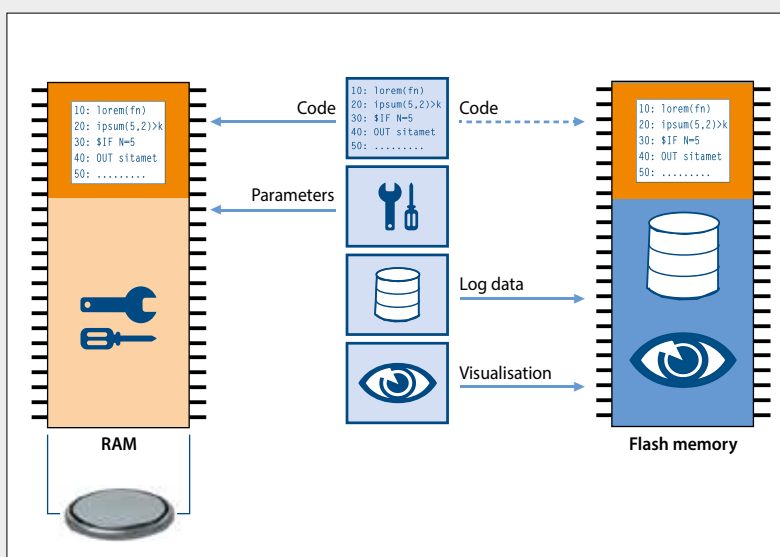 10: lorem(fn)
20: ipsum(5,2)>k
30: $IF N=5
40: OUT sitamet
50: .........
Code
10: lorem(fn)
20: ipsum(5,2)>k
30: $IF N=5
40: OUT sitamet
50: .........
Code
10: lorem(fn)
20: ipsum(5,2)>k
30: $IF N=5
40: OUT sitamet
50: .........
Parameters
Log data
Visualisation
RAM
Flash memory